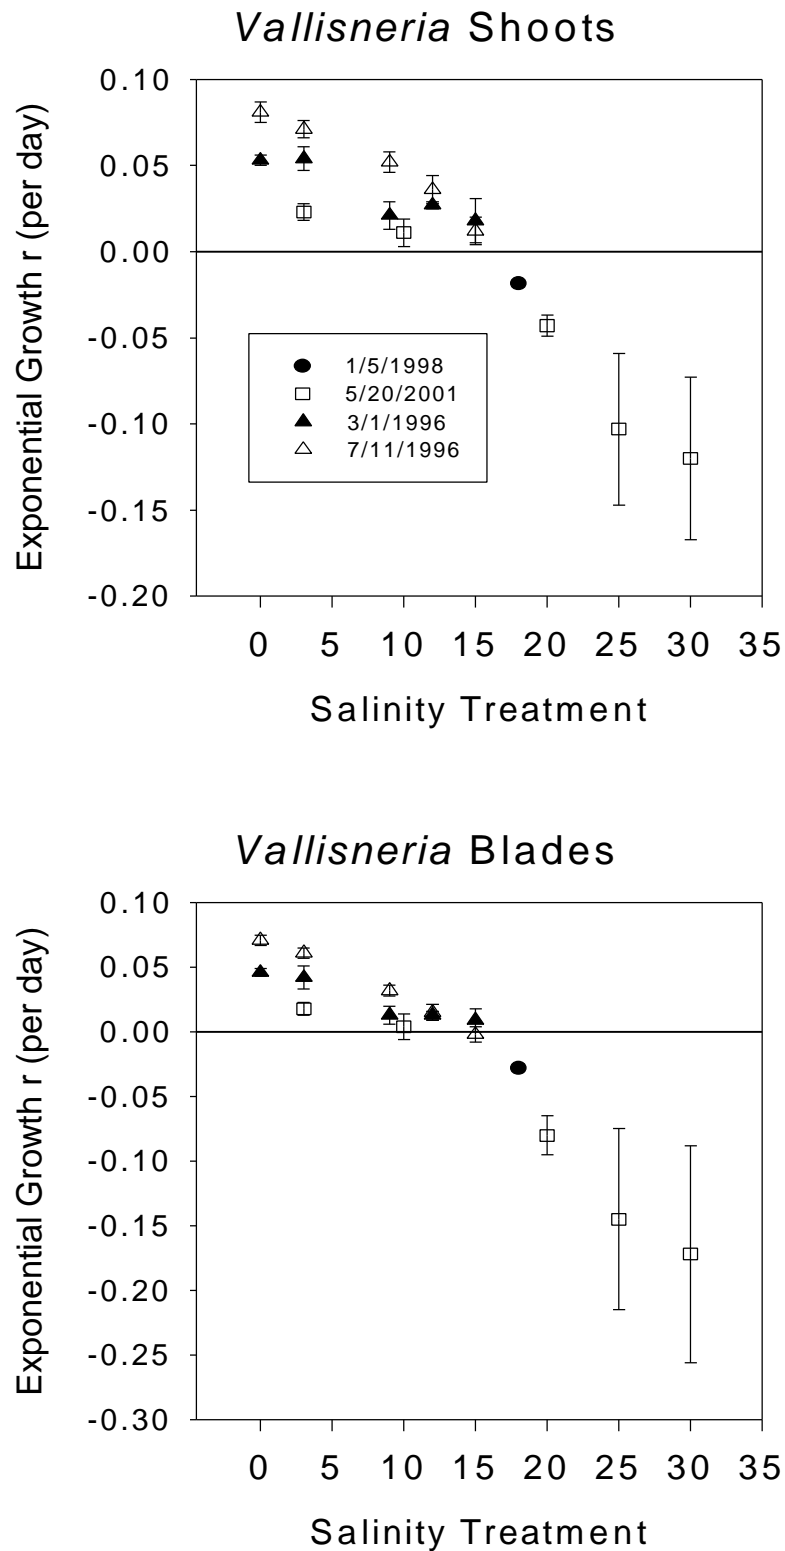 Vallisneria Shoots
Exponential Growth r (per day)
0.10
0.05
0.00
-0.05
-0.10
-0.15
-0.20
1/5/1998
5/20/2001
3/1/1996
7/11/1996
0 5 10 15 20 25 30 35
Salinity Treatment
Vallisneria Blades
Exponential Growth r (per day)
0.10
0.05
0.00
-0.05
-0.10
-0.15
-0.20
-0.25
-0.30
0 5 10 15 20 25 30 35
Salinity Treatment